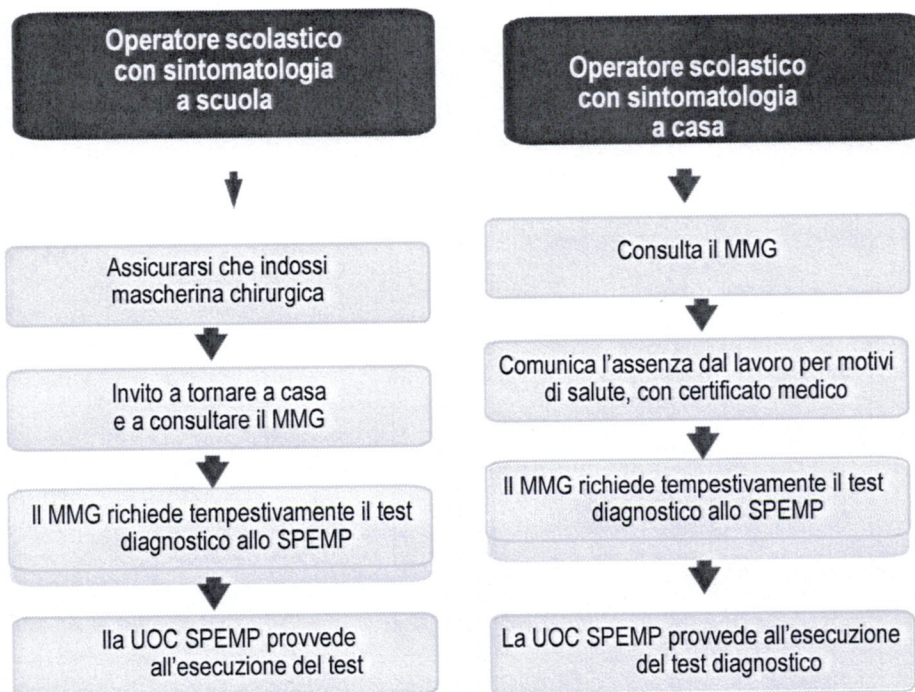 Operatore scolastico
con sintomatologia
a scuola
Assicurarsi che indossi
mascherina chirurgica
Invito a tornare a casa
e a consultare il MMG
Il MMG richiede tempestivamente il test
diagnostico allo SPEMP
Ila UOC SPEMP provvede
all'esecuzione del test
Operatore scolastico
con sintomatologia
a casa
Consulta il MMG
Comunica l'assenza dal lavoro per motivi
di salute, con certificato medico
Il MMG richiede tempestivamente il test
diagnostico allo SPEMP
La UOC SPEMP provvede all'esecuzione
del test diagnostico